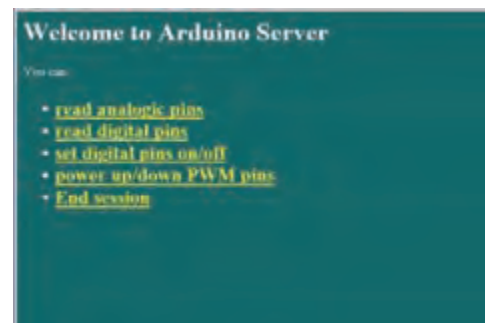 Welcome to Arduino Server
You can:
read analogic pins
read digital pins
set digital pins on/off
power up/down PWM pins
End session